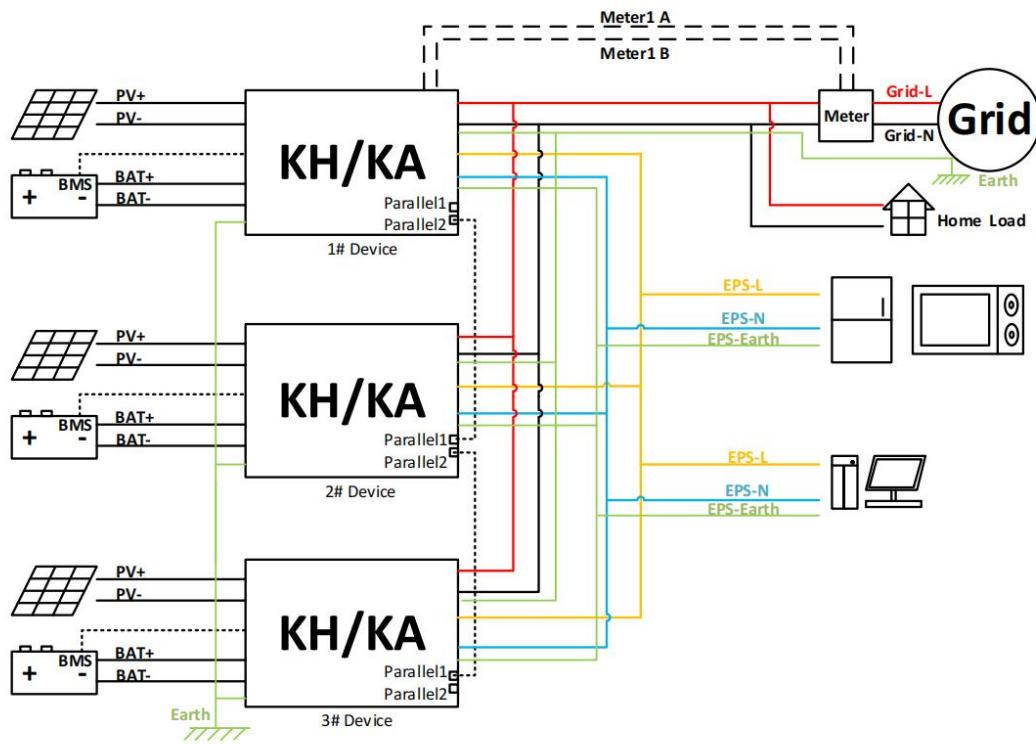 Meter1 A
Meter1 B
PV+
PV-
BMS
+
-
BAT+
BAT-
KH/KA
Parallel1
Parallel2
1# Device
Meter
Grid-L
Grid-N
Grid
Earth
Home Load
EPS-L
EPS-N
EPS-Earth
PV+
PV-
BMS
+
-
BAT+
BAT-
KH/KA
Parallel1
Parallel2
2# Device
EPS-L
EPS-N
EPS-Earth
PV+
PV-
BMS
+
-
BAT+
BAT-
KH/KA
Parallel1
Parallel2
3# Device
Earth